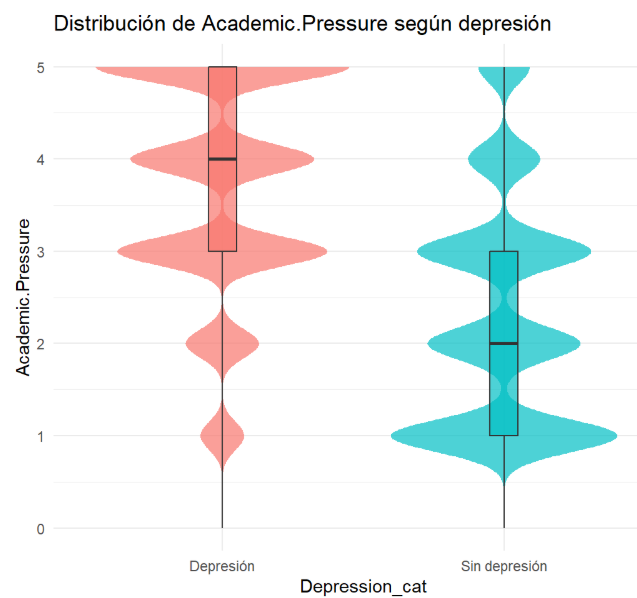 Distribución de Academic.Pressure según depresión
Academic.Pressure
5
4
3
2
1
0
Depresión
Sin depresión
Depression_cat